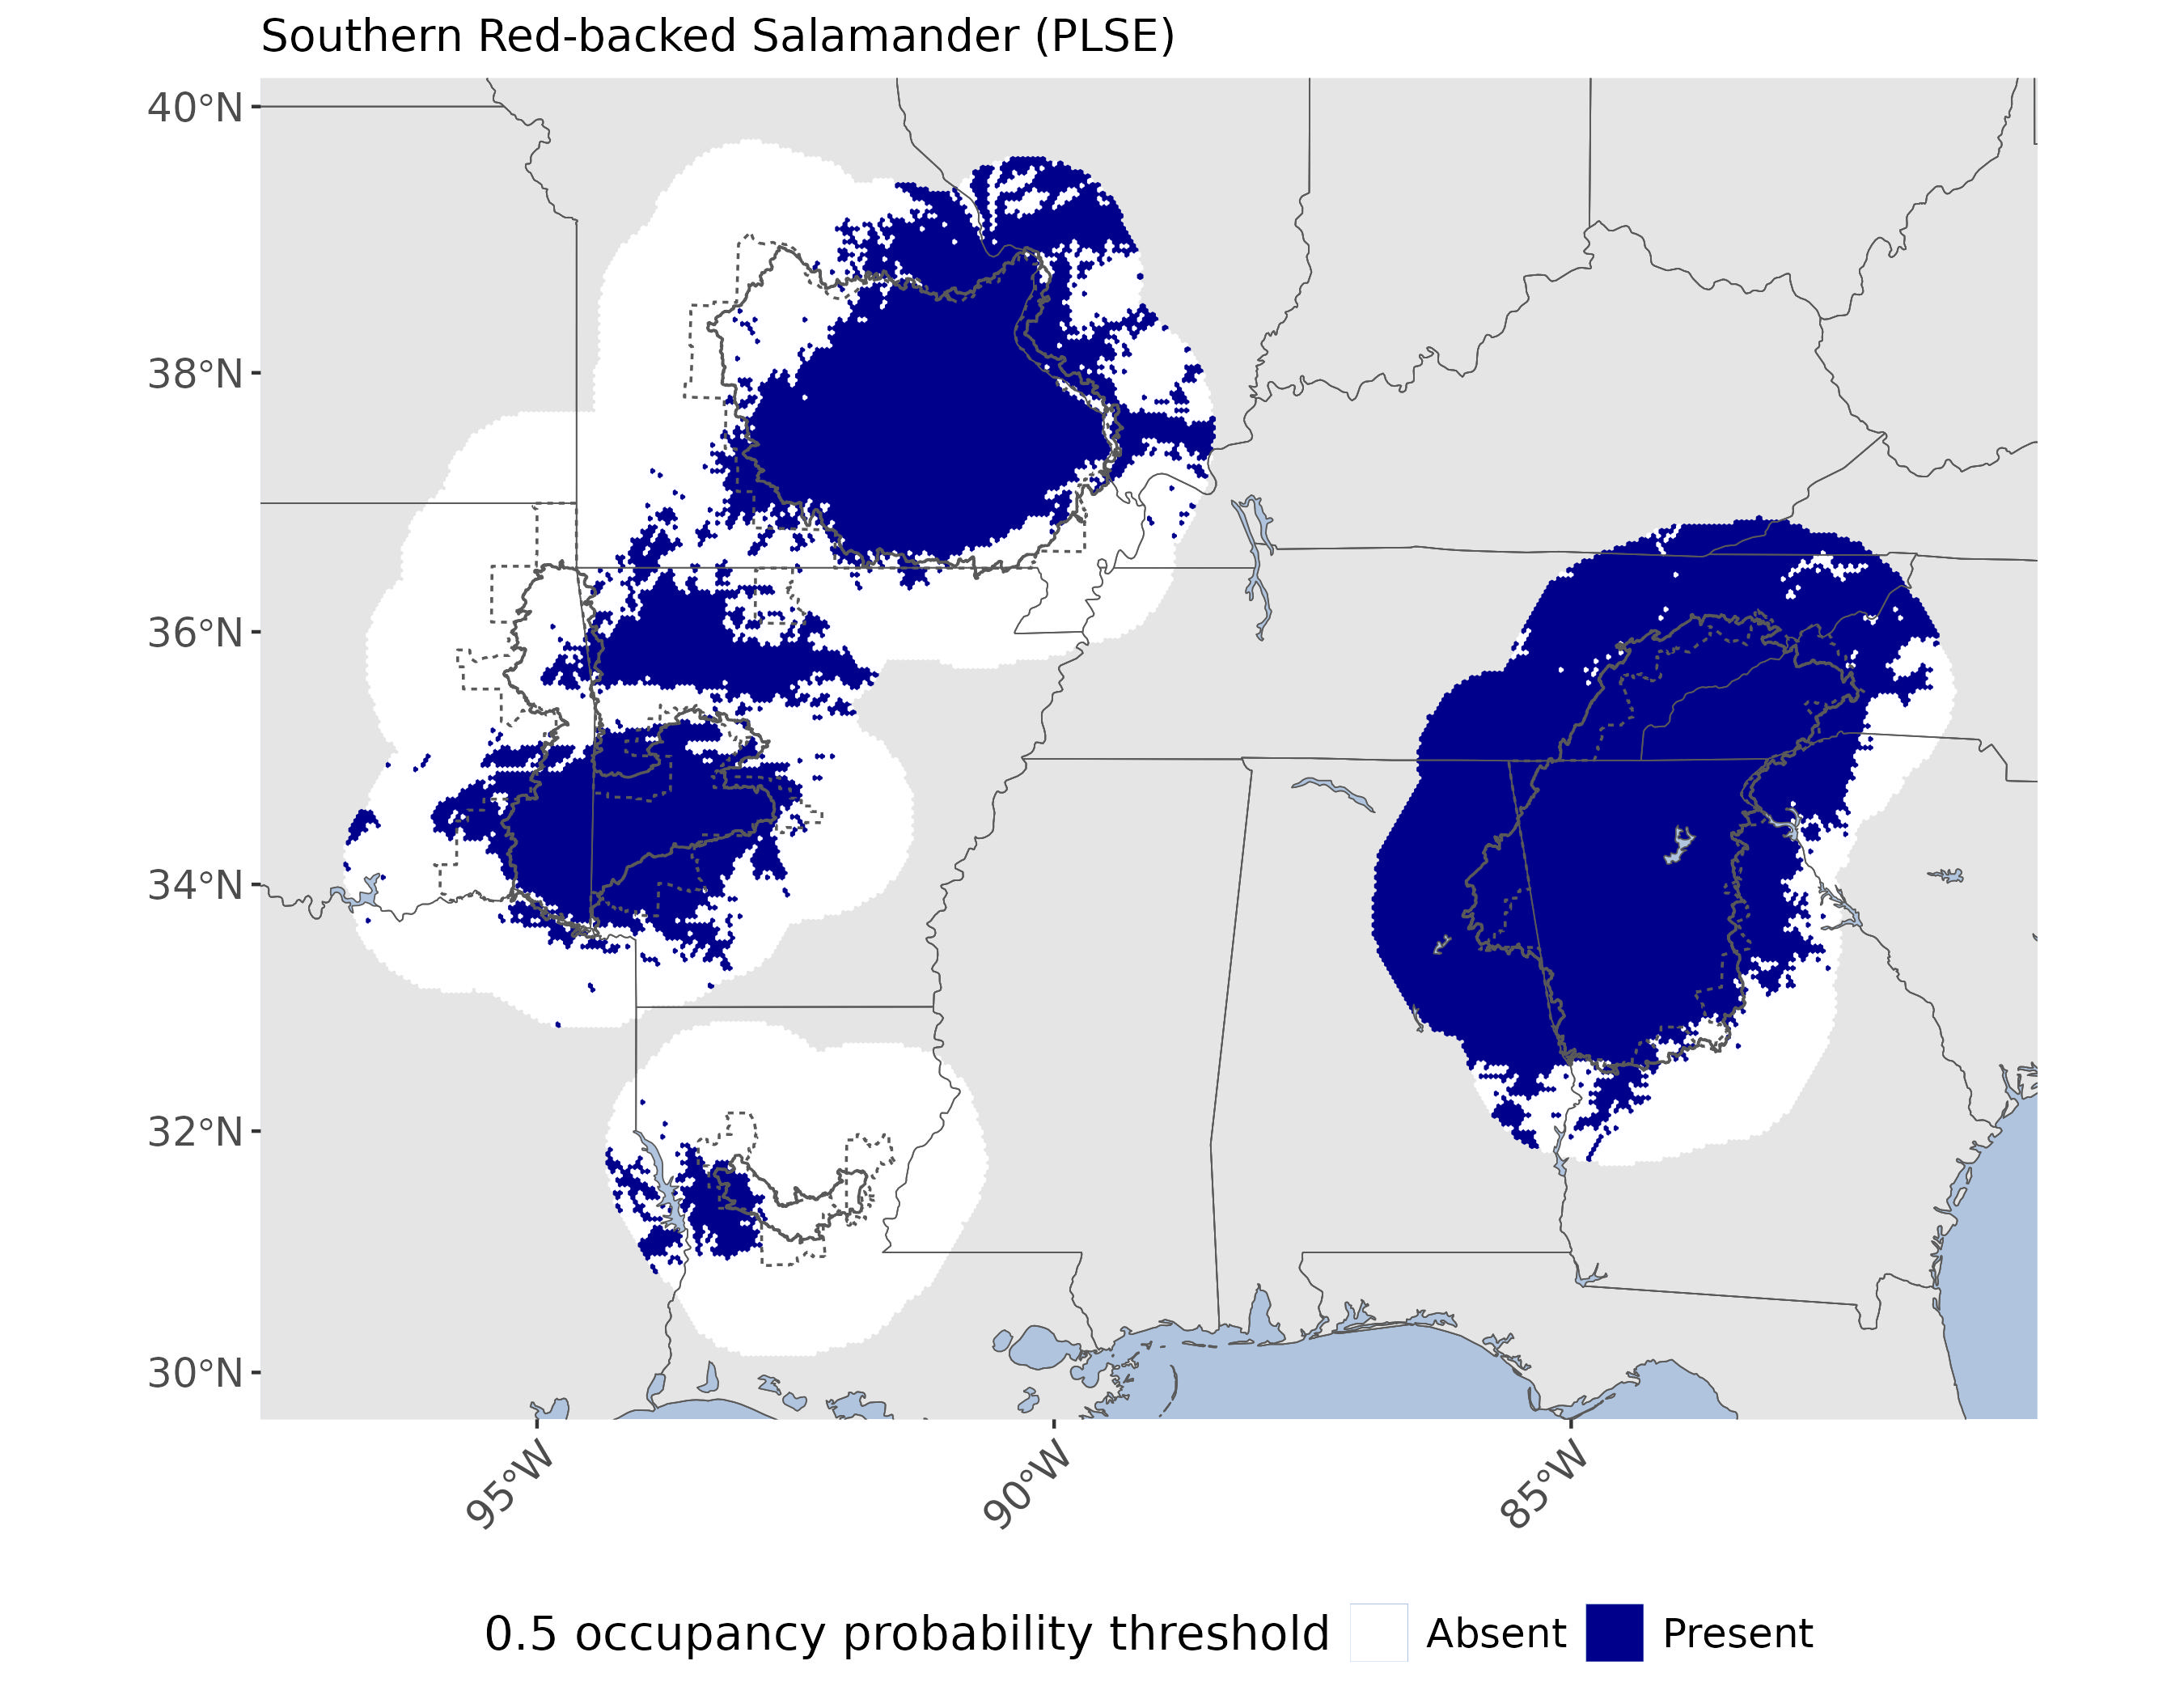 Southern Red-backed Salamander (PLSE)
40°N
38°N
36°N
34°N
32°N
30°N
95°W
90°W
85°W
0.5 occupancy probability threshold Absent Present